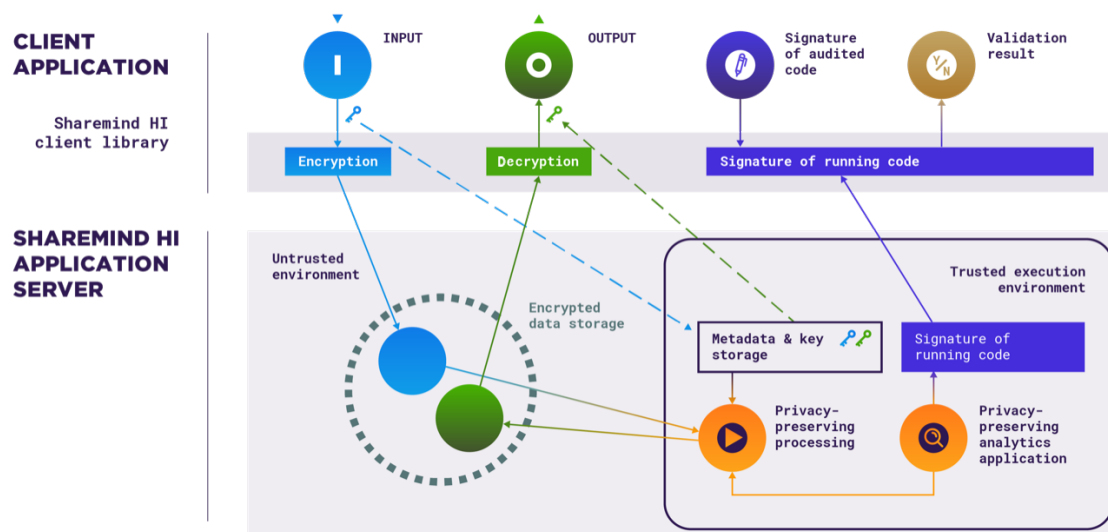 CLIENT
APPLICATION
Sharemind HI
client library
INPUT
OUTPUT
Signature
of audited
code
Y/N
Validation
result
Encryption
Decryption
Signature of running code
SHAREMIND HI
APPLICATION
SERVER
Untrusted
environment
Encrypted
data storage
Trusted execution
environment
Metadata & key
storage
Signature of
running code
Privacy-
preserving
processing
Privacy-
preserving
analytics
application